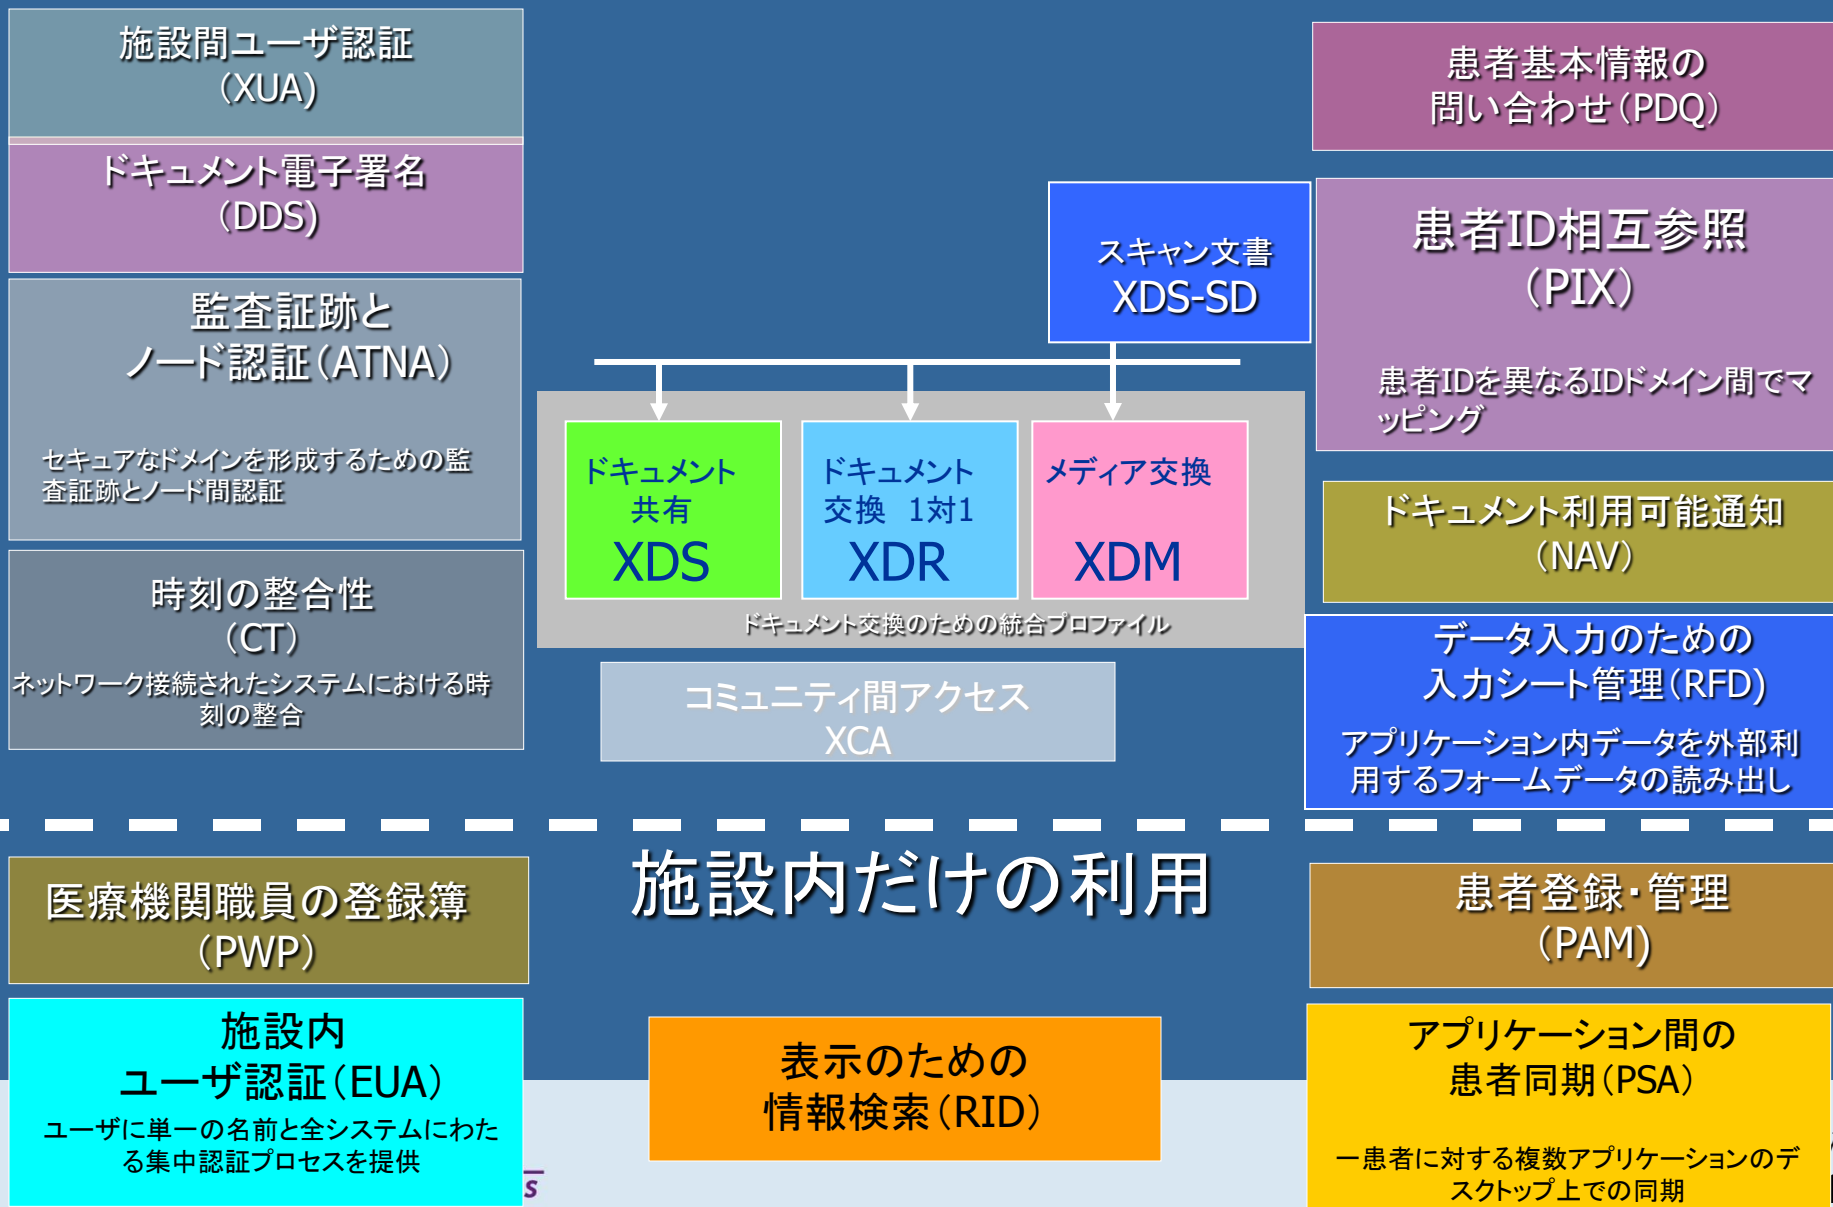 施設間ユーザ認証
（XUA)
ドキュメント電子署名
（DDS)
監査証跡と
ノード認証（ATNA）
セキュアなドメインを形成するための監
査証跡とノード間認証
時刻の整合性
（CT）
ネットワーク接続されたシステムにおける時
刻の整合
スキャン文書
XDS-SD
ドキュメント
共有
XDS
ドキュメント
交換　1対1
XDR
メディア交換
XDM
ドキュメント交換のための統合プロファイル
コミュニティ間アクセス
XCA
患者基本情報の
問い合わせ（PDQ）
患者ID相互参照
（PIX）
患者IDを異なるIDドメイン間でマ
ッピング
ドキュメント利用可能通知
（NAV）
データ入力のための
入力シート管理（RFD)
アプリケーション内データを外部利
用するフォームデータの読み出し
施設内だけの利用
医療機関職員の登録簿
（PWP）
施設内
ユーザ認証（EUA）
ユーザに単一の名前と全システムにわた
る集中認証プロセスを提供
表示のための
情報検索（RID）
患者登録・管理
（PAM)
アプリケーション間の
患者同期（PSA）
一患者に対する複数アプリケーションのデ
スクトップ上での同期
s